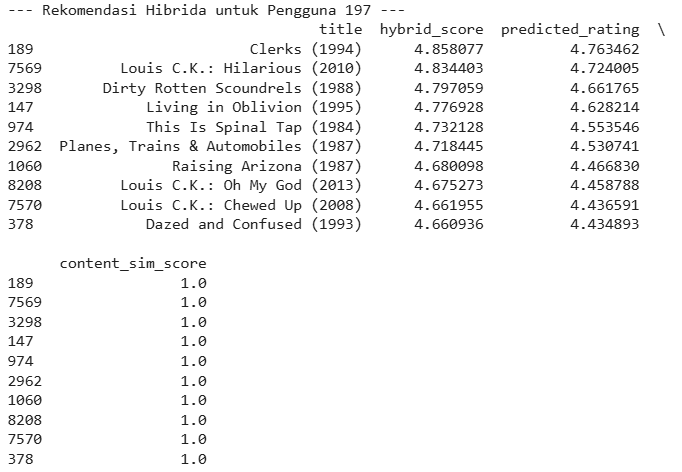 --- Rekomendasi Hibrida untuk Pengguna 197 ---
title hybrid_score predicted_rating \
189 Clerks (1994) 4.858077 4.763462
7569 Louis C.K.: Hilarious (2010) 4.834403 4.724005
3298 Dirty Rotten Scoundrels (1988) 4.797059 4.661765
147 Living in Oblivion (1995) 4.776928 4.628214
974 This Is Spinal Tap (1984) 4.732128 4.553546
2962 Planes, Trains & Automobiles (1987) 4.718445 4.530741
1060 Raising Arizona (1987) 4.680098 4.466830
8208 Louis C.K.: Oh My God (2013) 4.675273 4.458788
7570 Louis C.K.: Chewed Up (2008) 4.661955 4.436591
378 Dazed and Confused (1993) 4.660936 4.434893
content_sim_score
189 1.0
7569 1.0
3298 1.0
147 1.0
974 1.0
2962 1.0
1060 1.0
8208 1.0
7570 1.0
378 1.0